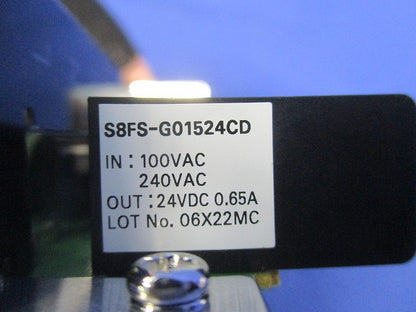 S8FS-G01524CD
IN : 100VAC
240VAC
OUT : 24VDC 0.65A
LOT No. 06X22MC